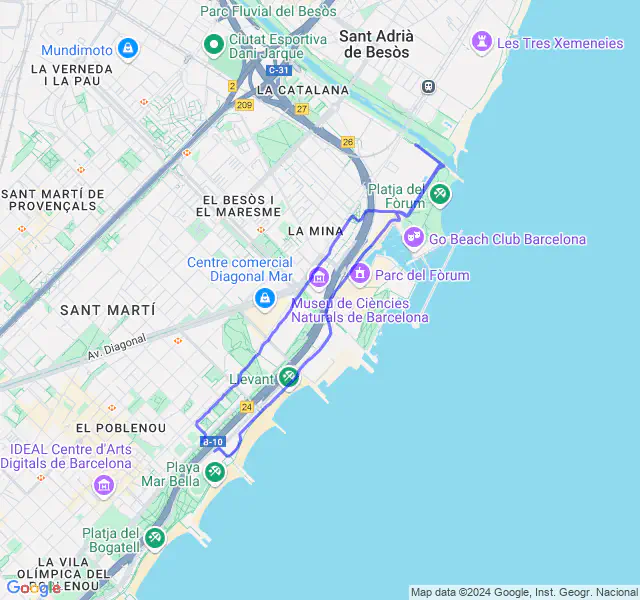 Parc Fluvial del Besòs
Sant Adrià
de Besòs
Ciutat Esportiva
Dani Jarque
Mundimoto
Les Tres Xemeneies
LA VERNEDA
I LA PAU
C-31
2
LA CATALANA
209
27
26
SANT MARTÍ DE
PROVENÇALS
EL BESÒS I
EL MARESME
Platja del
Fòrum
LA MINA
Go Beach Club Barcelona
Centre comercial
Diagonal Mar
Parc del Fòrum
Museu de Ciències
Naturals de Barcelona
SANT MARTÍ
Av. Diagonal
Llevant
24
EL POBLENOU
B-10
IDEAL Centre d'Arts
Digitals de Barcelona
Playa
Mar Bella
Platja del
Bogatell
LA VILA
OLÍMPICA DEL
POBLENOU
Google
Map data ©2024 Google, Inst. Geogr. Nacional